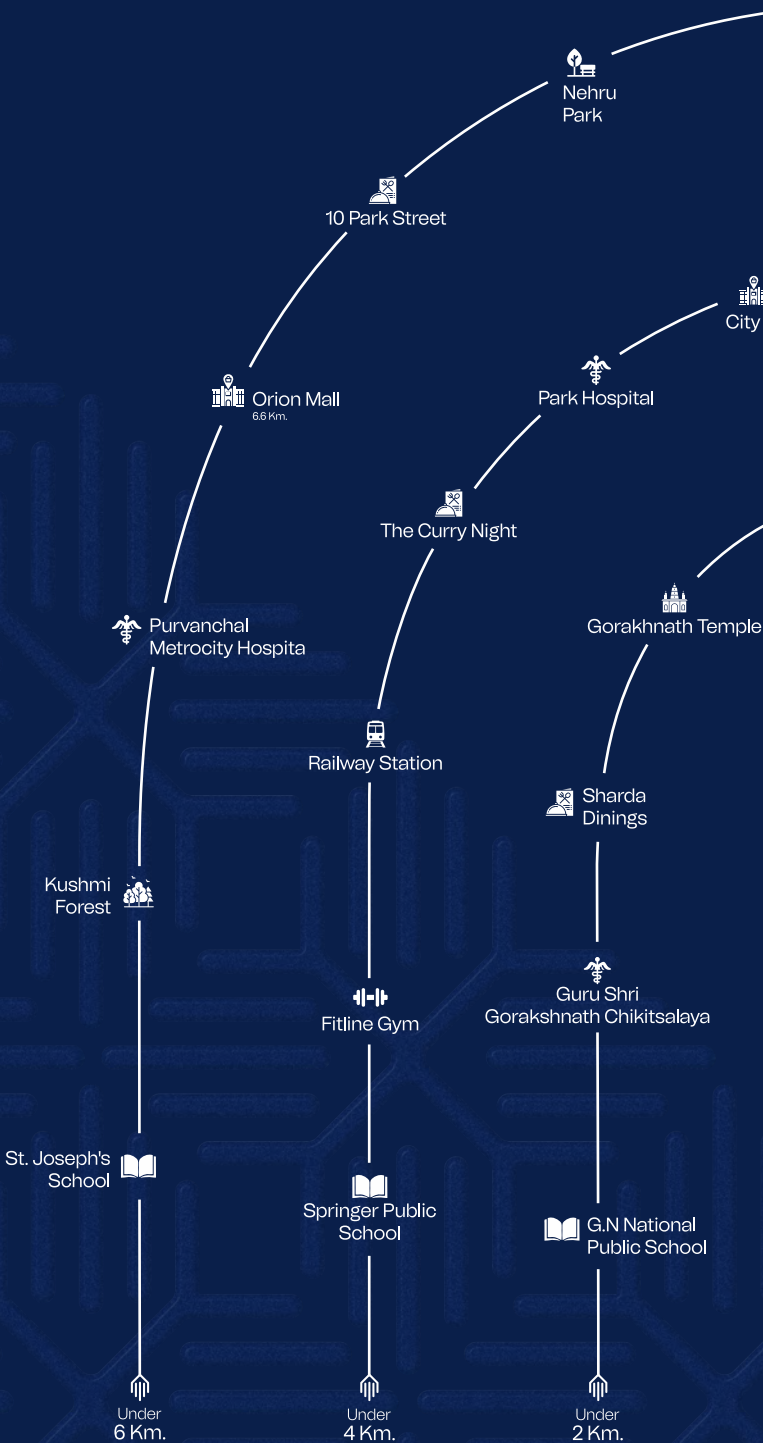 Nehru
Park
10 Park Street
City
Park Hospital
Orion Mall
6.6 Km.
The Curry Night
Gorakhnath Temple
Purvanchal
Metrocity Hospita
Railway Station
Sharda
Dinings
Kushmi
Forest
Guru Shri
Gorakshnath Chikitsalaya
Fitline Gym
St. Joseph's
School
Springer Public
School
G.N National
Public School
Under
6 Km.
Under
4 Km.
Under
2 Km.